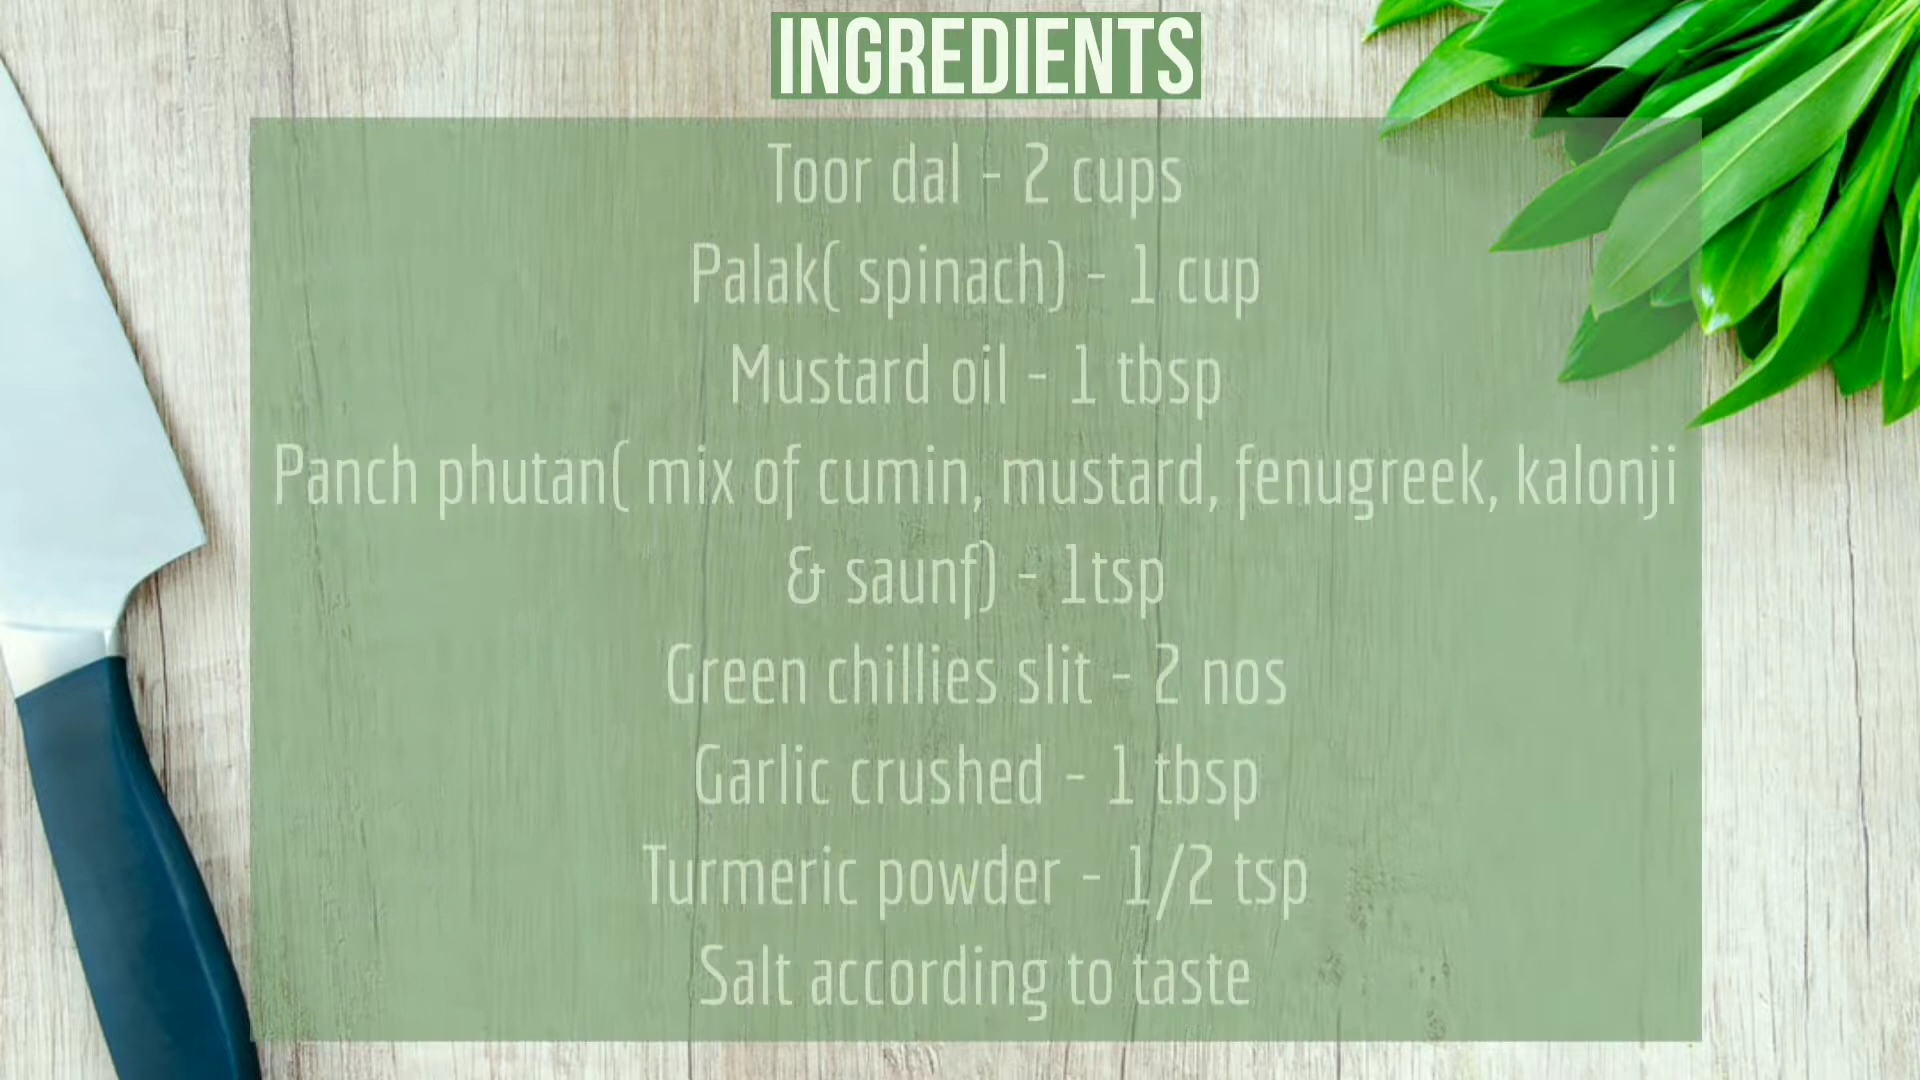 INGREDIENTS
Toor dal - 2 cups
Palak( spinach) - 1 cup
Mustard oil - 1 tbsp
Panch phutan( mix of cumin, mustard, fenugreek, kalonji
& saunf) - 1tsp
Green chillies slit - 2 nos
Garlic crushed - 1 tbsp
Turmeric powder - 1/2 tsp
Salt according to taste